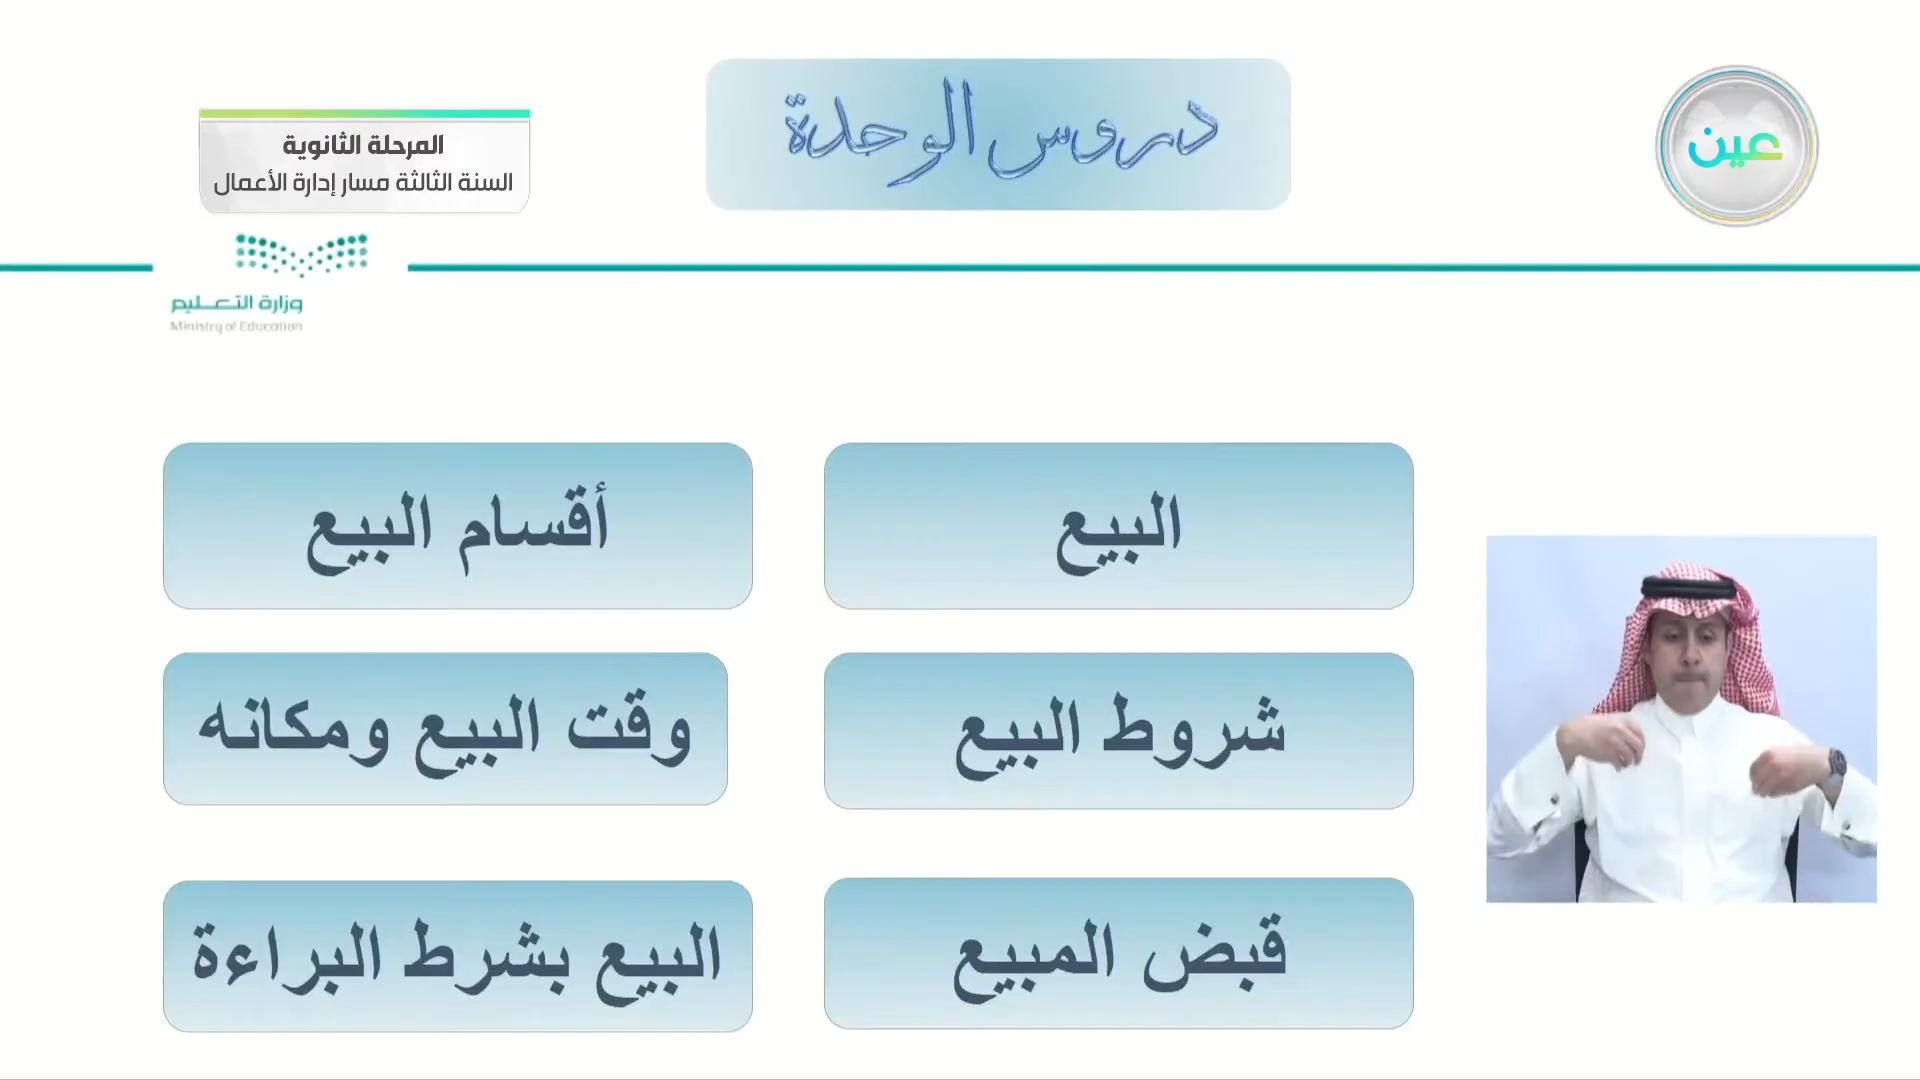 دروس الوحدة
عين
المرحلة الثانوية
السنة الثالثة مسار إدارة الأعمال
وزارة التعليم
Ministry of Education
البيع
أقسام البيع
شروط البيع
وقت البيع ومكانه
قبض المبيع
البيع بشرط البراءة